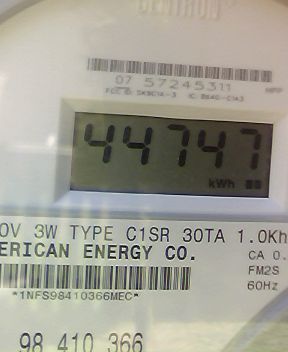 CENTRON
07 57245311
44747
kWh
0V 3W TYPE C1SR 30TA 1.0Kh
ERICAN ENERGY CO.
CA 0.
FM2S
60Hz
*1NFS98410366MEC*
98 410 366